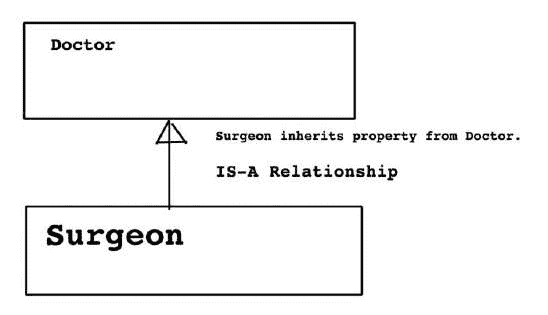 Doctor
Surgeon inherits property from Doctor.
IS-A Relationship
Surgeon